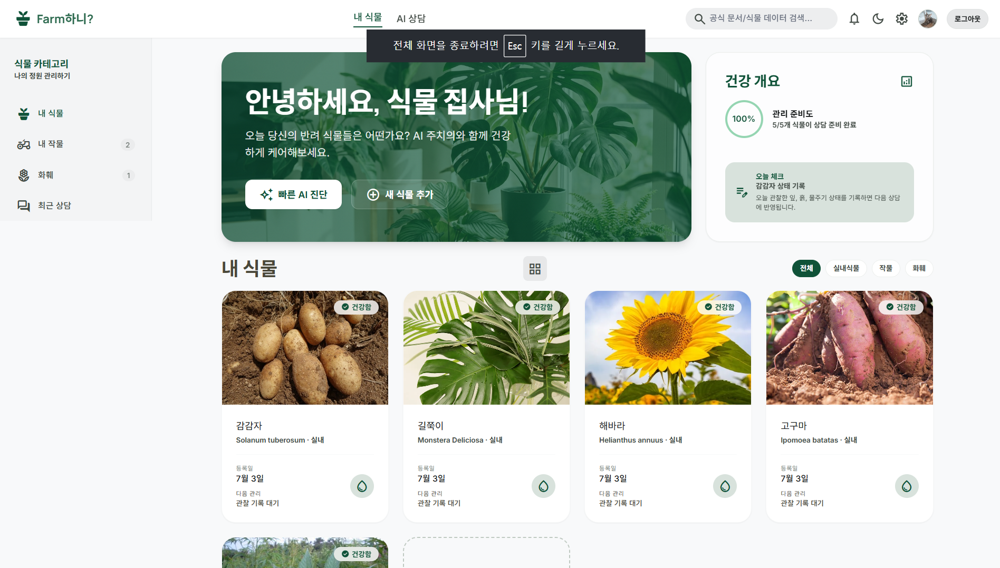 Farm하니?
내 식물
AI 상담
공식 문서/식물 데이터 검색...
로그아웃
전체 화면을 종료하려면 Esc 키를 길게 누르세요.
식물 카테고리
나의 정원 관리하기
내 식물
내 작물
2
화훼
1
최근 상담
안녕하세요, 식물 집사님!
오늘 당신의 반려 식물들은 어떤가요? AI 주치의와 함께 건강
하게 케어해보세요.
빠른 AI 진단
새 식물 추가
건강 개요
100%
관리 준비도
5/5개 식물이 상담 준비 완료
오늘 체크
감감자 상태 기록
오늘 관찰한 잎, 흙, 물주기 상태를 기록하면 다음 상담
에 반영됩니다.
내 식물
전체
실내식물
작물
화훼
건강함
감감자
Solanum tuberosum · 실내
등록일
7월 3일
다음 관리
관찰 기록 대기
건강함
길쭉이
Monstera Deliciosa · 실내
등록일
7월 3일
다음 관리
관찰 기록 대기
건강함
해바라
Helianthus annuus · 실내
등록일
7월 3일
다음 관리
관찰 기록 대기
건강함
고구마
Ipomoea batatas · 실내
등록일
7월 3일
다음 관리
관찰 기록 대기
건강함